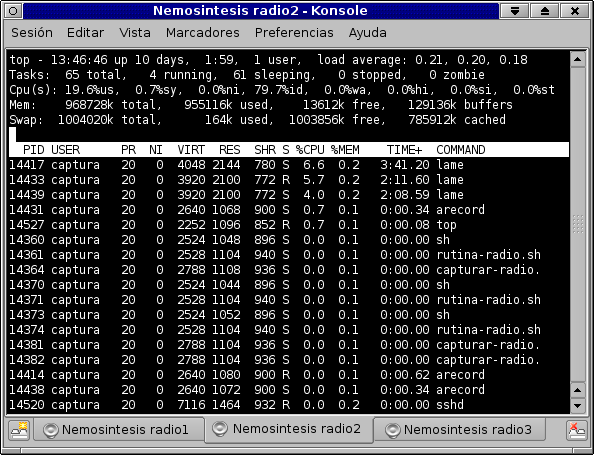 Nemosintesis radio2 - Konsole
Sesión Editar Vista Marcadores Preferencias Ayuda
top - 13:46:46 up 10 days,  1:59,  1 user,  load average: 0.21, 0.20, 0.18
Tasks:  65 total,   4 running,  61 sleeping,   0 stopped,   0 zombie
Cpu(s): 19.6%us,  0.7%sy,  0.0%ni, 79.7%id,  0.0%wa,  0.0%hi,  0.0%si,  0.0%st
Mem:    968728k total,   955116k used,    13612k free,   129136k buffers
Swap:  1004020k total,      164k used,  1003856k free,   785912k cached
PID USER PR NI VIRT RES SHR S %CPU %MEM TIME+ COMMAND
14417 captura 20 0 4048 2144 780 S 6.6 0.2 3:41.20 lame
14433 captura 20 0 3920 2100 772 R 5.7 0.2 2:11.60 lame
14439 captura 20 0 3920 2100 772 S 4.0 0.2 2:08.59 lame
14431 captura 20 0 2640 1068 900 S 0.7 0.1 0:00.34 arecord
14527 captura 20 0 2252 1096 852 R 0.7 0.1 0:00.08 top
14360 captura 20 0 2524 1048 896 S 0.0 0.1 0:00.00 sh
14361 captura 20 0 2528 1104 940 S 0.0 0.1 0:00.00 rutina-radio.sh
14364 captura 20 0 2788 1108 936 S 0.0 0.1 0:00.00 capturar-radio.
14370 captura 20 0 2524 1044 896 S 0.0 0.1 0:00.00 sh
14371 captura 20 0 2528 1104 940 S 0.0 0.1 0:00.00 rutina-radio.sh
14373 captura 20 0 2524 1052 896 S 0.0 0.1 0:00.00 sh
14374 captura 20 0 2528 1104 940 S 0.0 0.1 0:00.00 rutina-radio.sh
14381 captura 20 0 2788 1104 936 S 0.0 0.1 0:00.00 capturar-radio.
14382 captura 20 0 2788 1104 936 S 0.0 0.1 0:00.00 capturar-radio.
14414 captura 20 0 2640 1080 900 R 0.0 0.1 0:00.62 arecord
14438 captura 20 0 2640 1072 900 S 0.0 0.1 0:00.34 arecord
14520 captura 20 0 7116 1464 932 R 0.0 0.2 0:00.00 sshd
Nemosintesis radio1 Nemosintesis radio2 Nemosintesis radio3